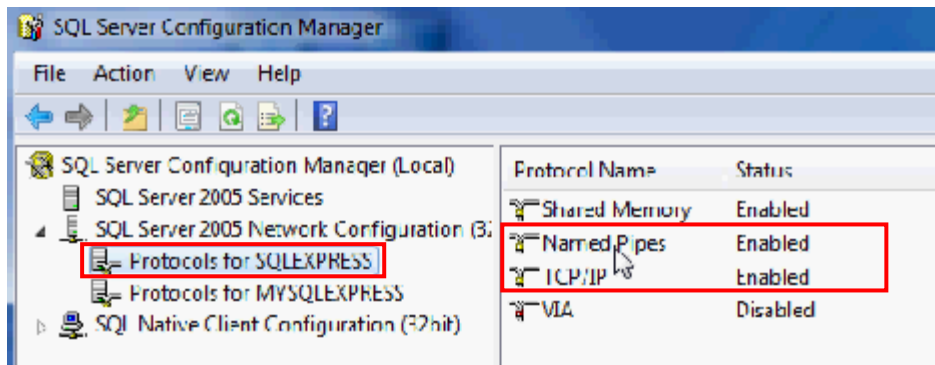 SQL Server Configuration Manager
File Action View Help
SQL Server Configuration Manager (Local)
SQL Server 2005 Services
SQL Server 2005 Network Configuration (32
Protocols for SQLEXPRESS
Protocols for MYSQLEXPRESS
SQL Native Client Configuration (32bit)
Protocol Name Status
Shared Memory Enabled
Named Pipes Enabled
TCP/IP Enabled
VIA Disabled